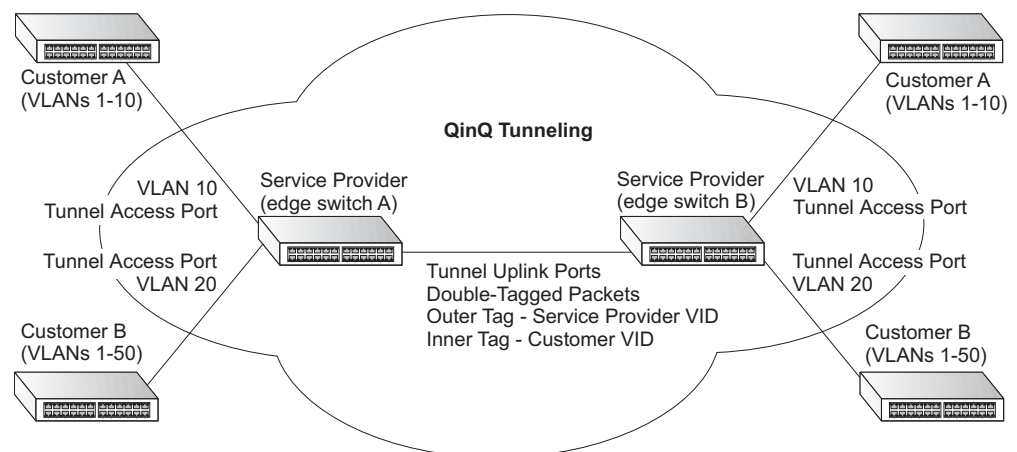 Customer A
(VLANs 1-10)
Customer A
(VLANs 1-10)
QinQ Tunneling
VLAN 10
Tunnel Access Port
Service Provider
(edge switch A)
Service Provider
(edge switch B)
VLAN 10
Tunnel Access Port
Tunnel Access Port
VLAN 20
Tunnel Uplink Ports
Double-Tagged Packets
Outer Tag - Service Provider VID
Inner Tag - Customer VID
Tunnel Access Port
VLAN 20
Customer B
(VLANs 1-50)
Customer B
(VLANs 1-50)